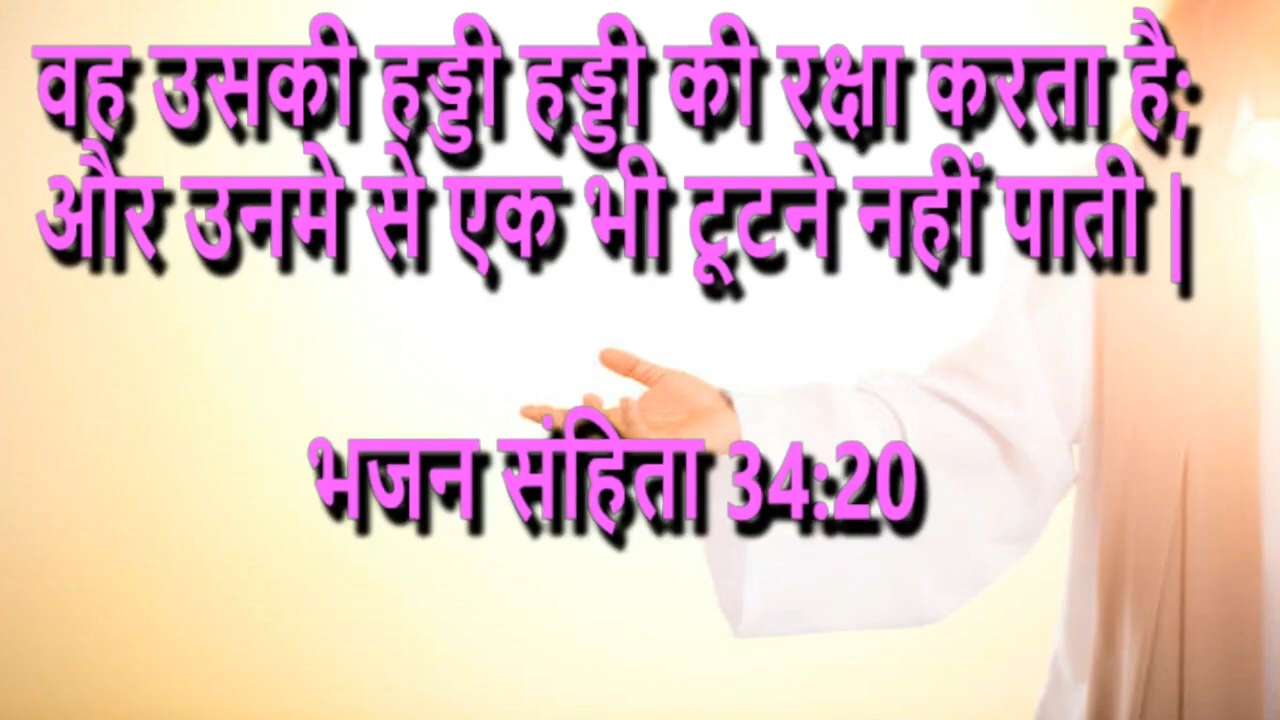 वह उसकी हड्डी हड्डी की रक्षा करता है;
और उनमे से एक भी टूटने नहीं पाती |
भजन संहिता 34:20